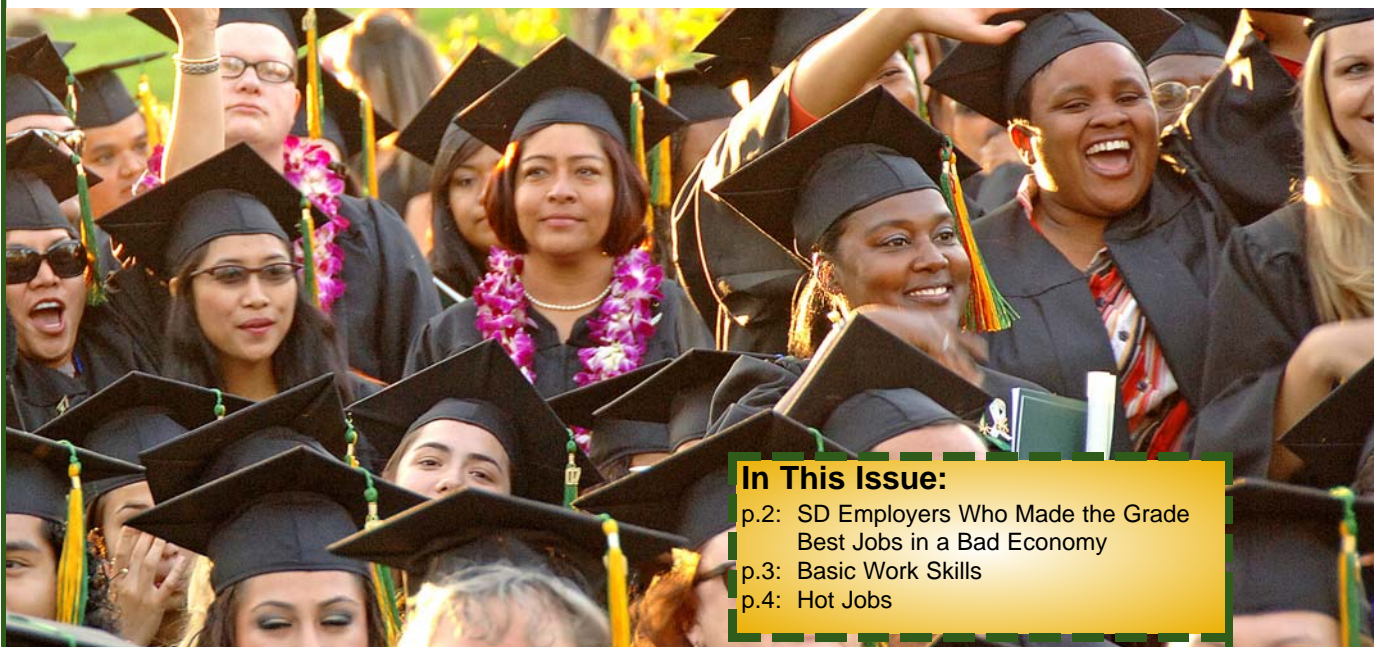 In This Issue:
p.2: SD Employers Who Made the Grade
Best Jobs in a Bad Economy
p.3: Basic Work Skills
p.4: Hot Jobs